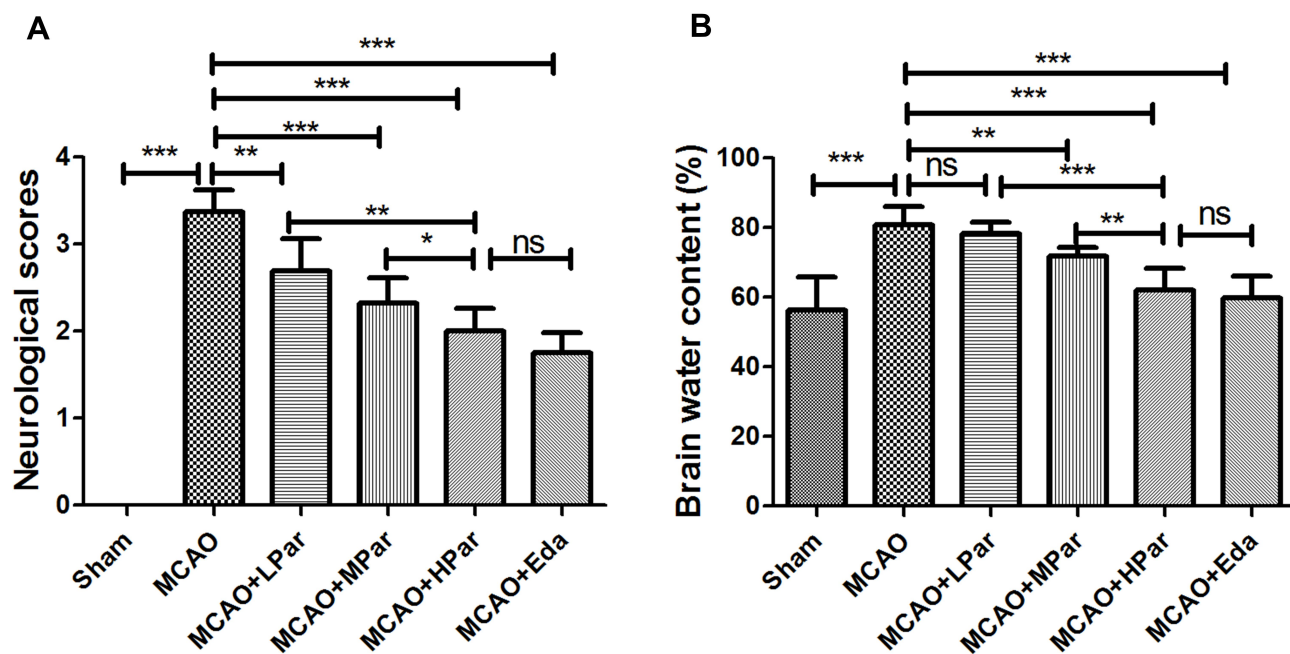 A
***
***
***
***
**
**
*
ns
Neurological scores
4
3
2
1
0
Sham
MCAO
MCAO+LPar
MCAO+MPar
MCAO+HPar
MCAO+Eda
B
***
***
**
***
ns
***
**
ns
Brain water content (%)
100
80
60
40
20
0
Sham
MCAO
MCAO+LPar
MCAO+MPar
MCAO+HPar
MCAO+Eda